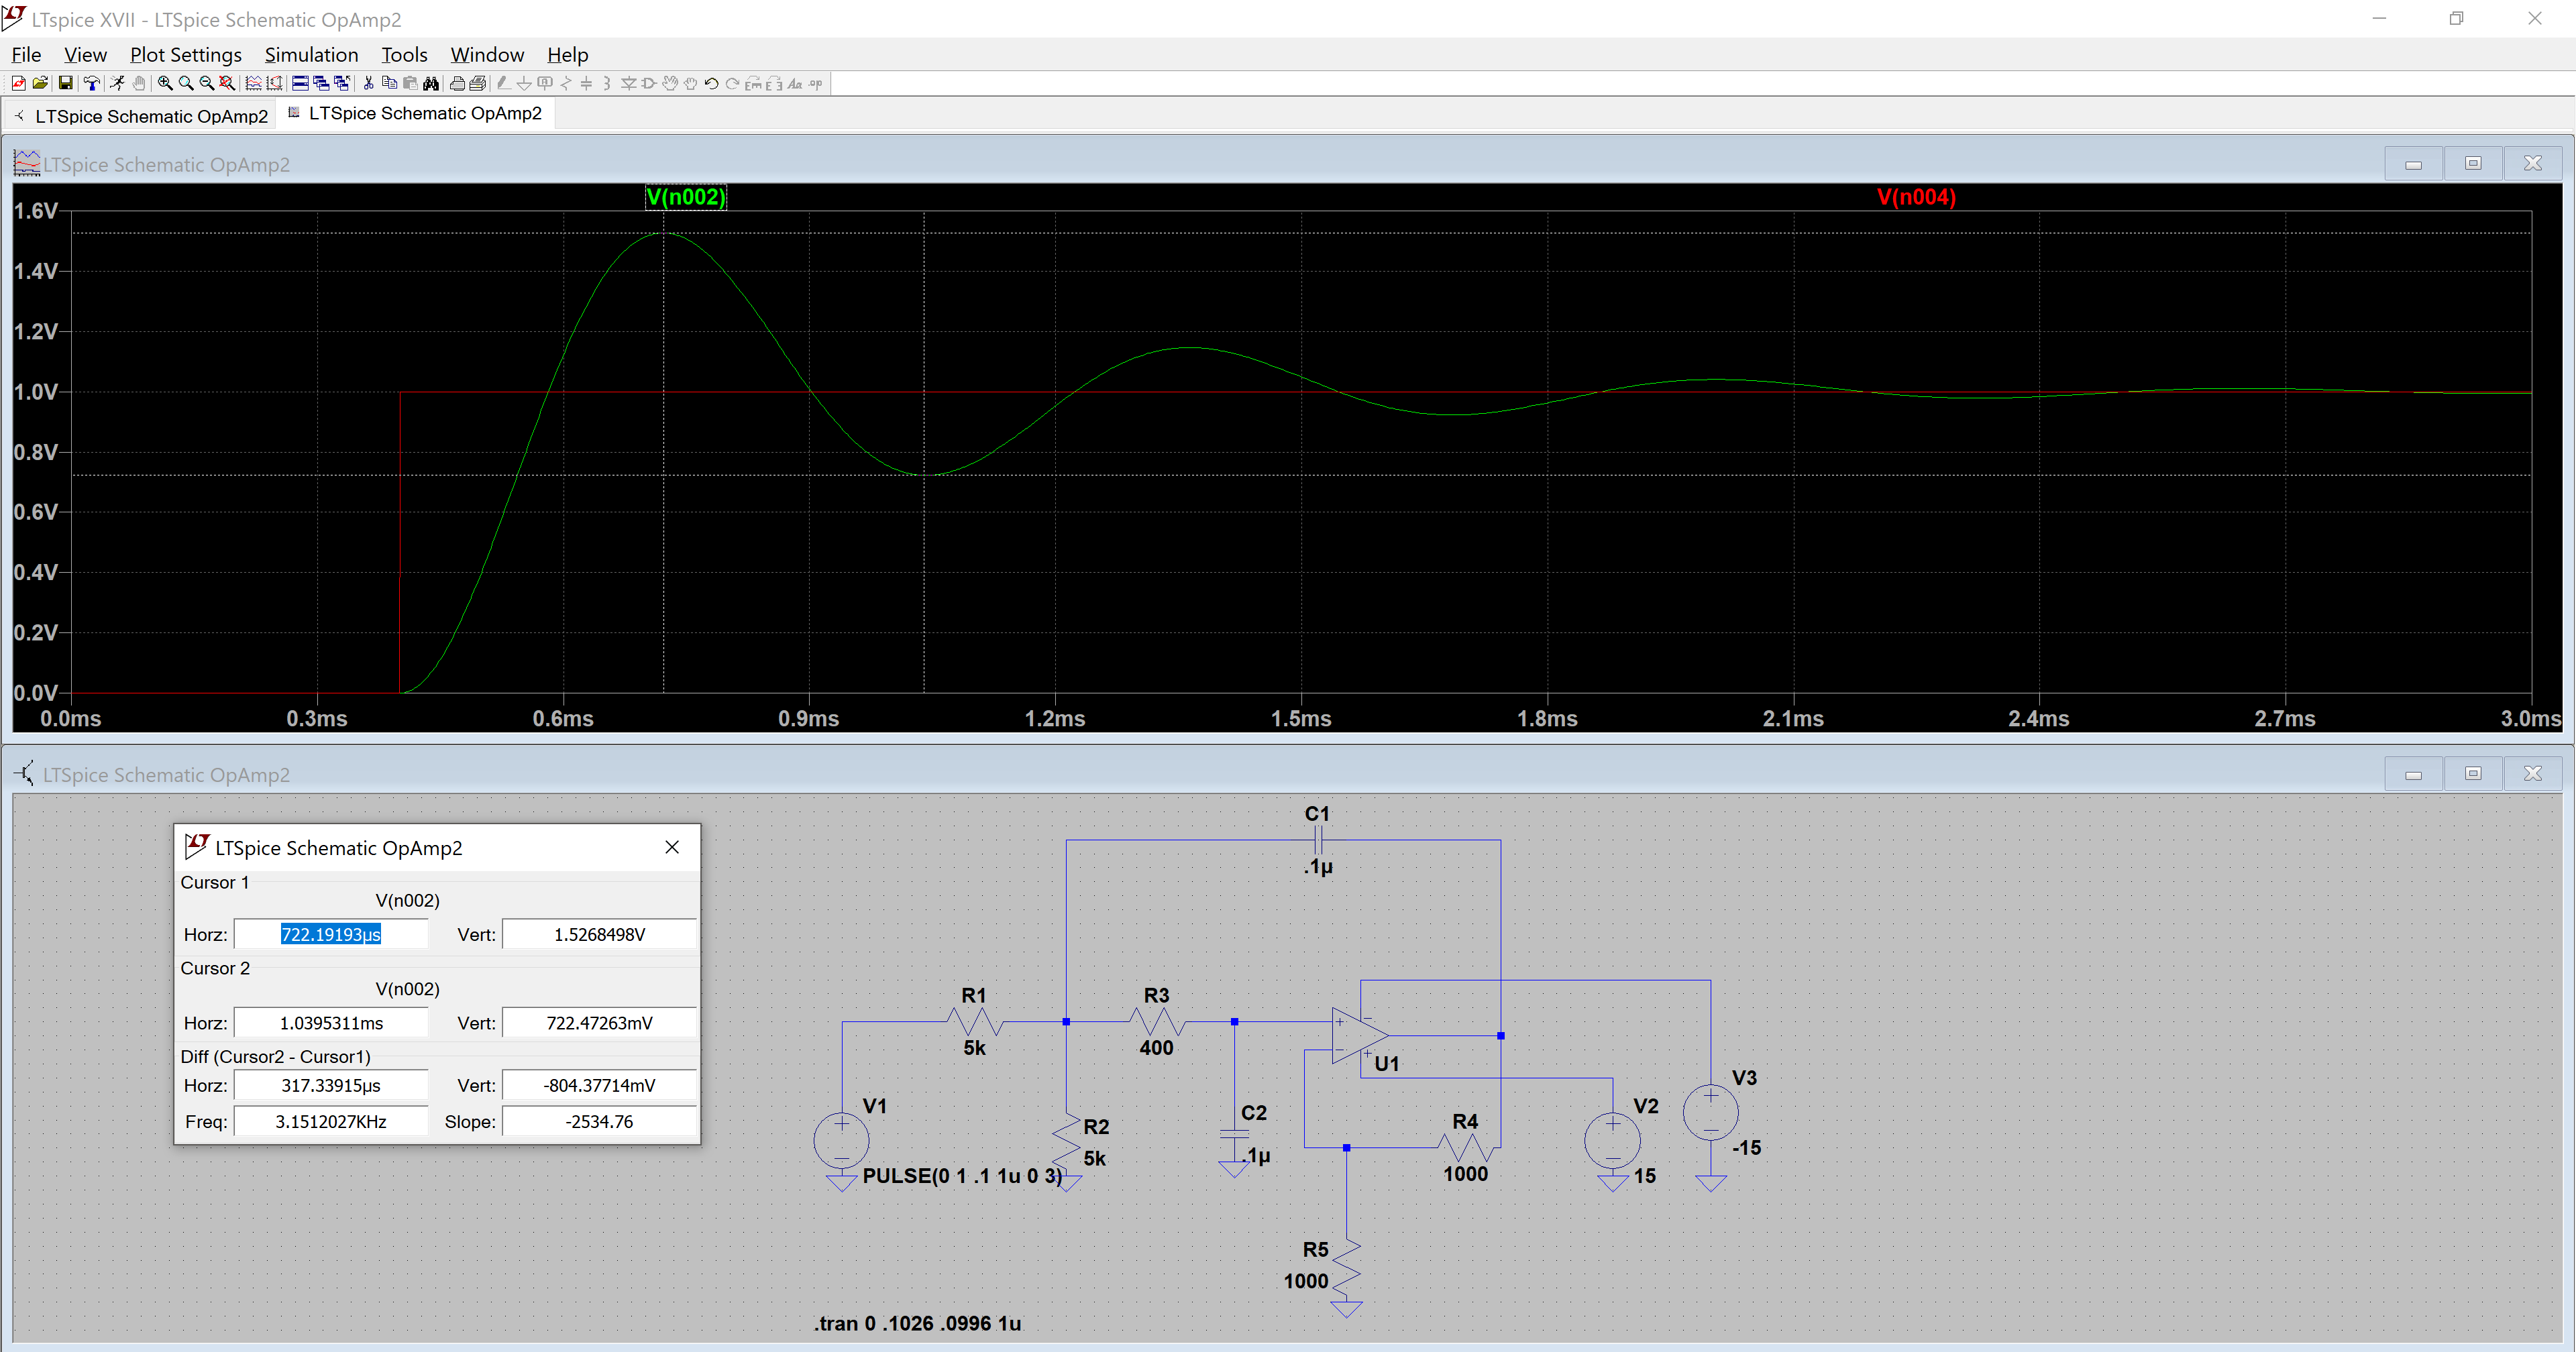 LTspice XVII - LTSpice Schematic OpAmp2
File View Plot Settings Simulation Tools Window Help
LTSpice Schematic OpAmp2 LTSpice Schematic OpAmp2
LTSpice Schematic OpAmp2
V(n002) V(n004)
1.6V
1.4V
1.2V
1.0V
0.8V
0.6V
0.4V
0.2V
0.0V
0.0ms 0.3ms 0.6ms 0.9ms 1.2ms 1.5ms 1.8ms 2.1ms 2.4ms 2.7ms 3.0ms
LTSpice Schematic OpAmp2
LTSpice Schematic OpAmp2
Cursor 1
V(n002)
Horz: 722.19193µs Vert: 1.5268498V
Cursor 2
V(n002)
Horz: 1.0395311ms Vert: 722.47263mV
Diff (Cursor2 - Cursor1)
Horz: 317.33915µs Vert: -804.37714mV
Freq: 3.1512027KHz Slope: -2534.76
C1
.1µ
R1
5k
R3
400
U1
V1
PULSE(0 1 .1 1u 0 3)
R2
5k
C2
.1µ
R4
1000
V2
15
V3
-15
R5
1000
.tran 0 .1026 .0996 1u